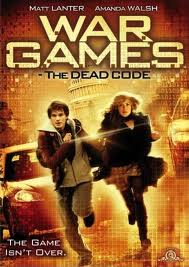 MATT LANTER   AMANDA WALSH
WAR
GAMES
- THE DEAD CODE
THE GAME
ISN'T OVER.